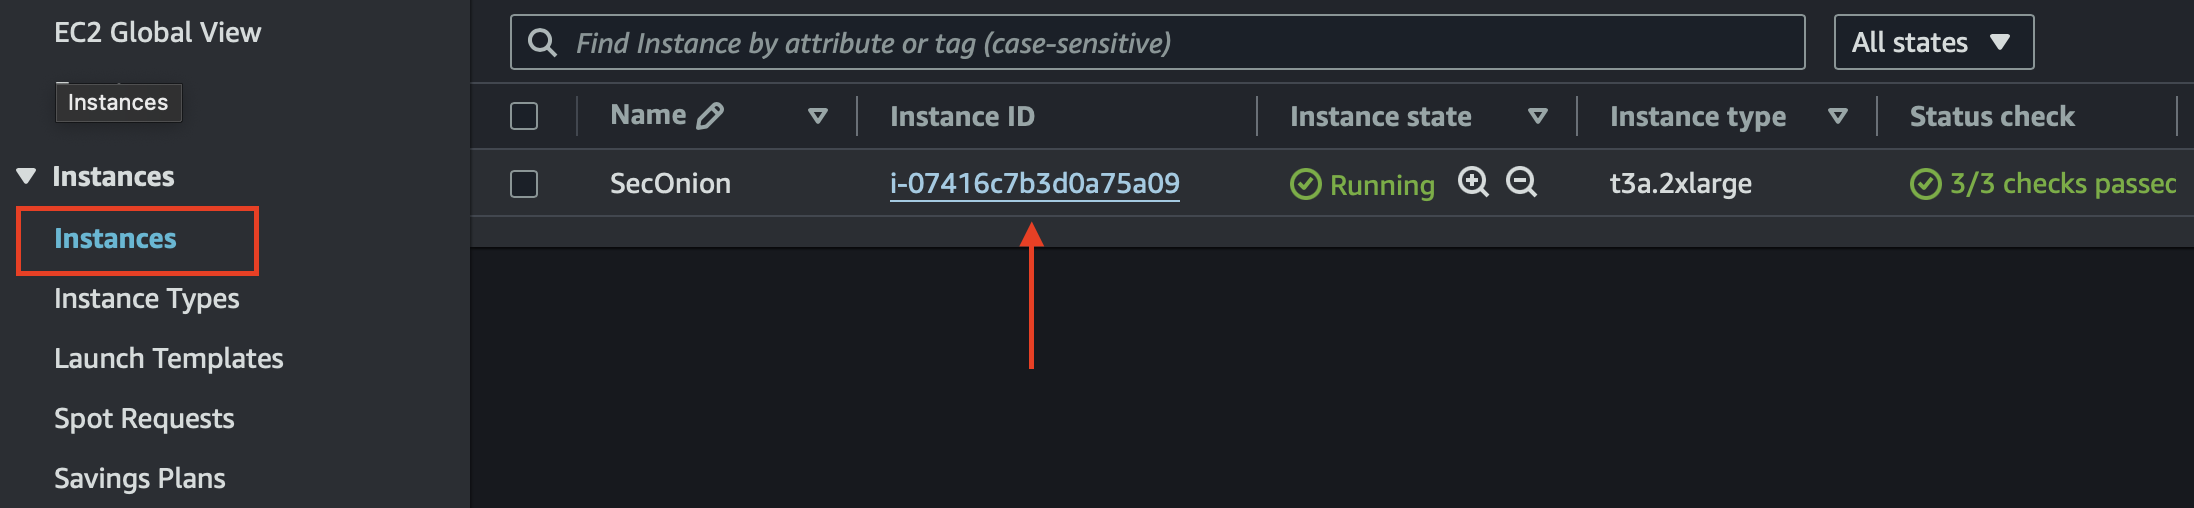 EC2 Global View
Instances
Instances
Instances
Instance Types
Launch Templates
Spot Requests
Savings Plans
Find Instance by attribute or tag (case-sensitive)
All states
Name
Instance ID
Instance state
Instance type
Status check
SecOnion
i-07416c7b3d0a75a09
Running
t3a.2xlarge
3/3 checks passec